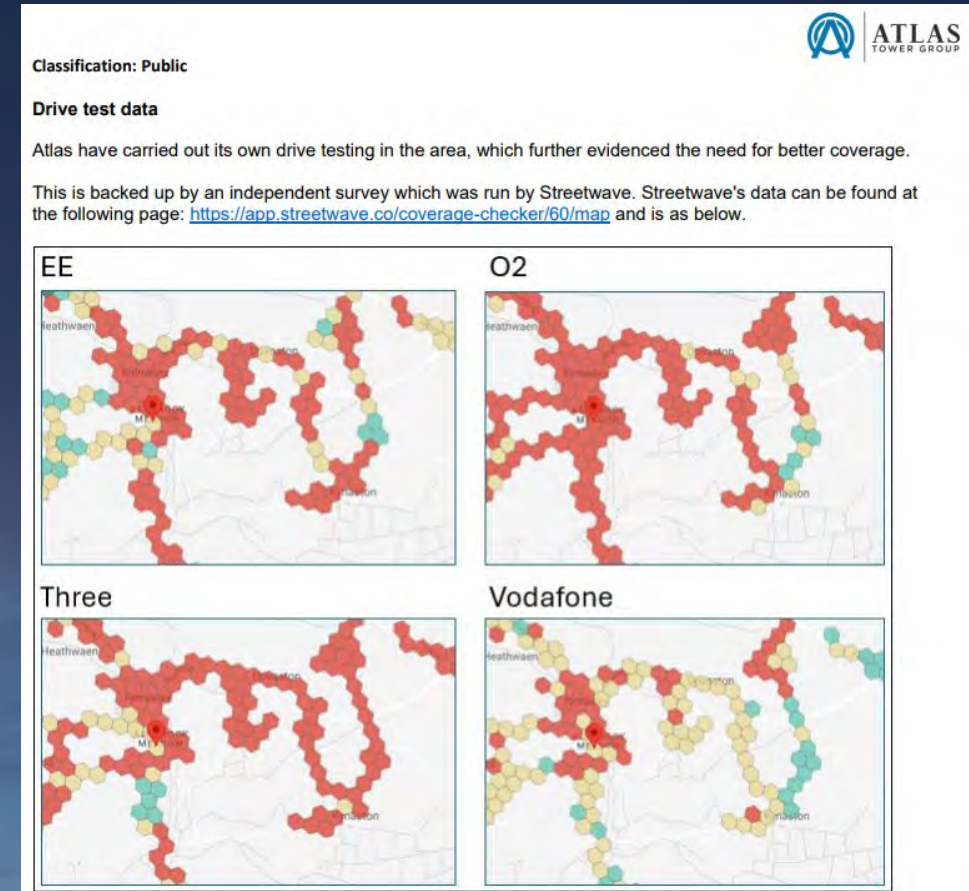 ATLAS
TOWER GROUP
Classification: Public
Drive test data
Atlas have carried out its own drive testing in the area, which further evidenced the need for better coverage.
This is backed up by an independent survey which was run by Streetwave. Streetwave's data can be found at
the following page: https://app.streetwave.co/coverage-checker/60/map and is as below.
EE
O2
Heathwaen
Heathwaen
Three
Vodafone
Heathwaen
Heathwaen